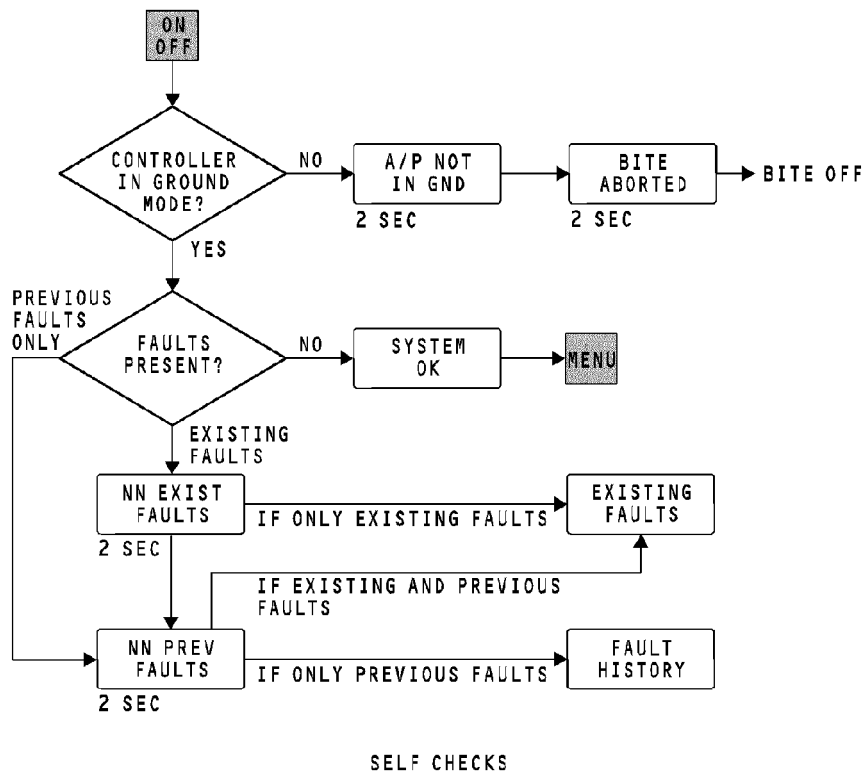 ON
OFF
CONTROLLER
IN GROUND
MODE?
NO
A/P NOT
IN GND
2 SEC
BITE
ABORTED
2 SEC
BITE OFF
YES
PREVIOUS
FAULTS
ONLY
FAULTS
PRESENT?
NO
SYSTEM
OK
MENU
EXISTING
FAULTS
NN EXIST
FAULTS
2 SEC
IF ONLY EXISTING FAULTS
EXISTING
FAULTS
IF EXISTING AND PREVIOUS
FAULTS
NN PREV
FAULTS
2 SEC
IF ONLY PREVIOUS FAULTS
FAULT
HISTORY
SELF CHECKS